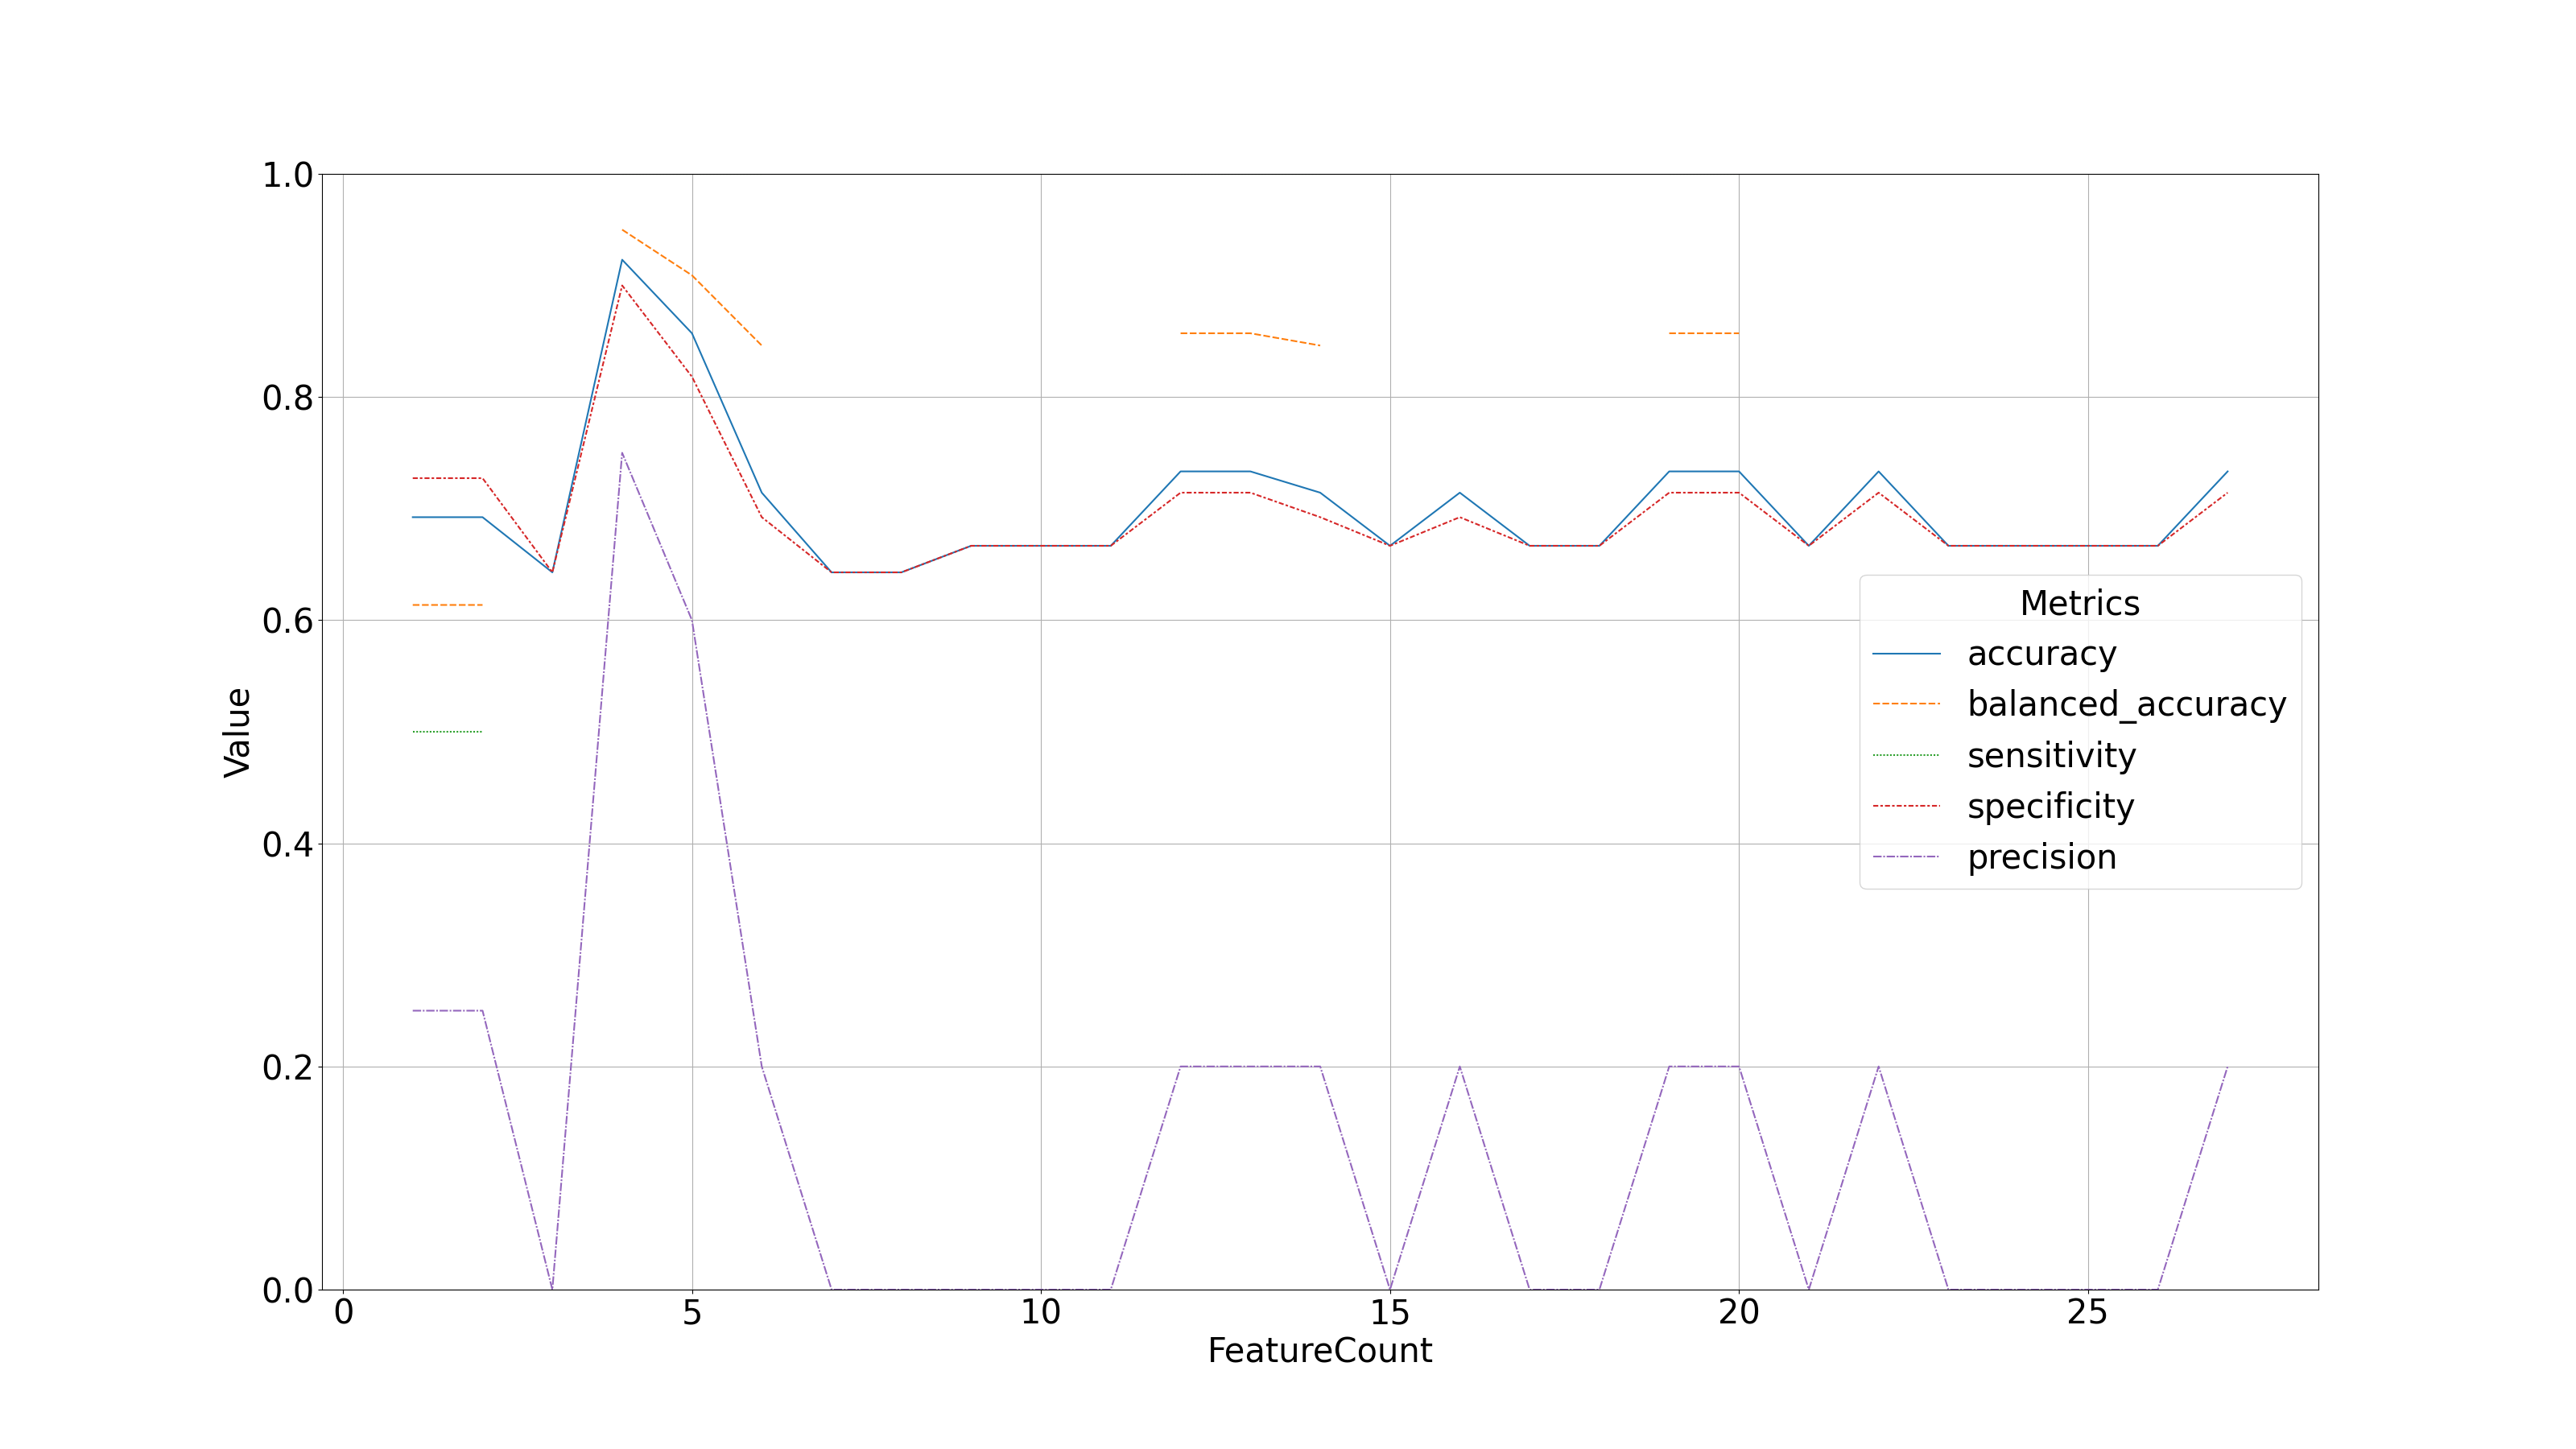 1.0
0.8
0.6
0.4
0.2
0.0
Value
0 5 10 15 20 25
FeatureCount
Metrics
accuracy
balanced_accuracy
sensitivity
specificity
precision